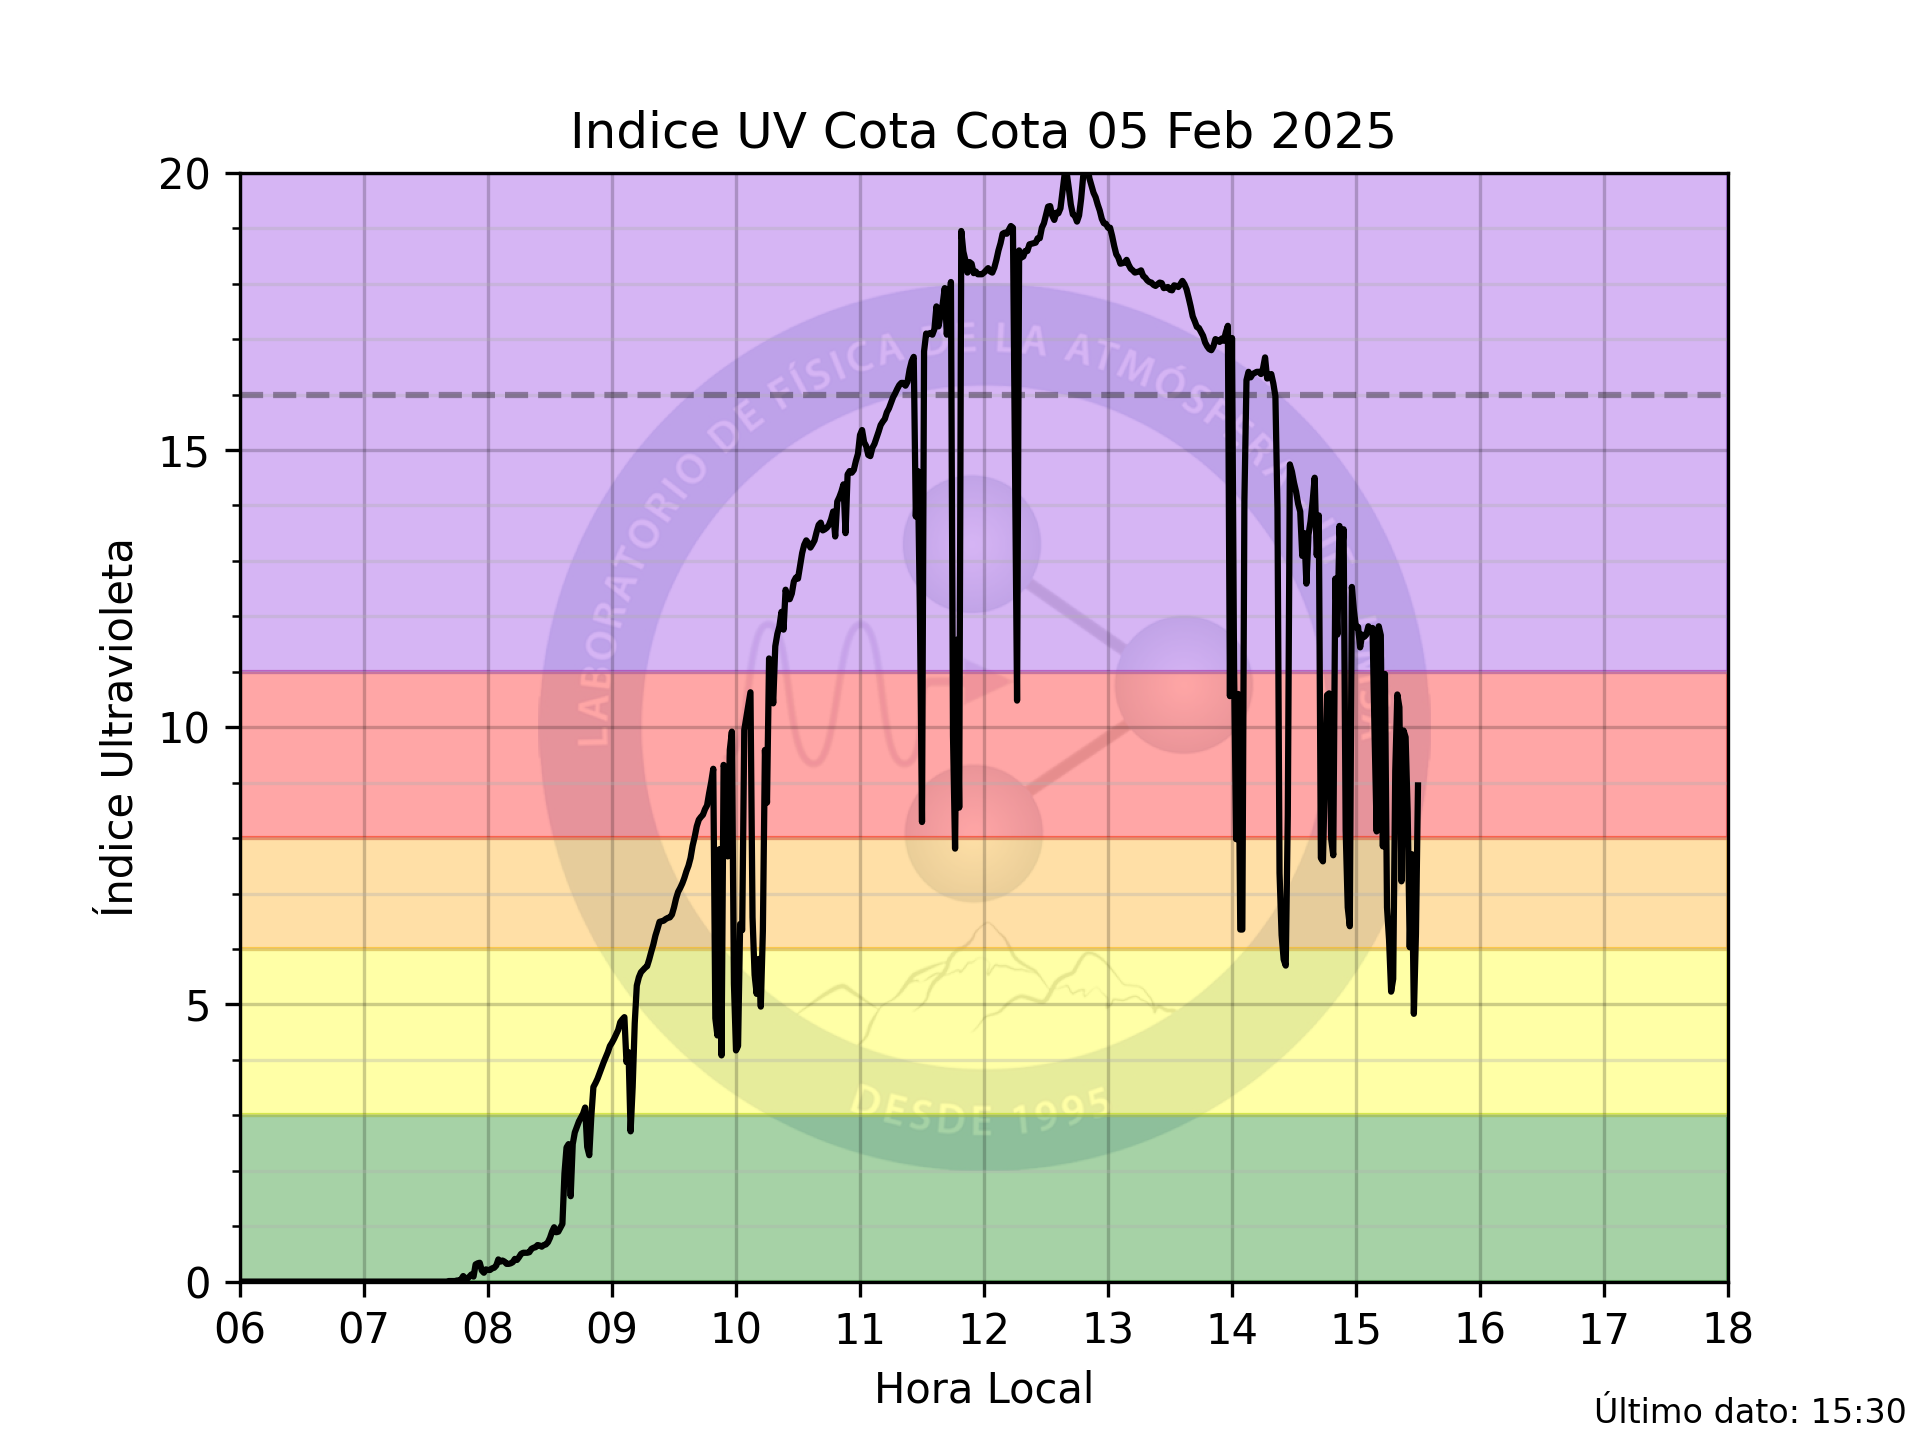 Indice UV Cota Cota 05 Feb 2025
20
15
10
5
0
Índice Ultravioleta
LABORATORIO DE FÍSICA DE LA ATMÓSFERA
DESDE 1995
06 07 08 09 10 11 12 13 14 15 16 17 18
Hora Local
Último dato: 15:30